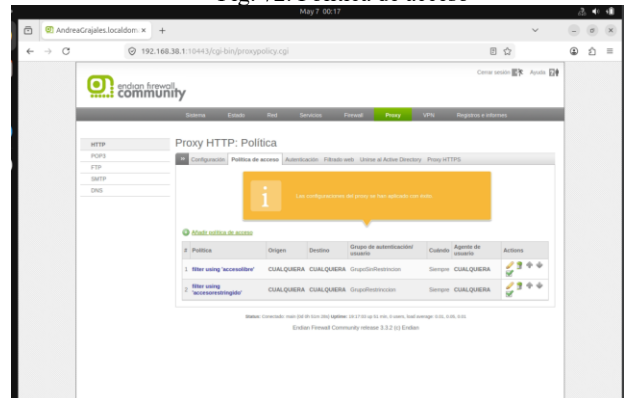 Fig. 72. Política de acceso
May 7 00:17
AndreaGrajales.localdom x +
192.168.38.1:10443/cgi-bin/proxypolicy.cgi
Cerrar sesión Ayuda
endian firewall
community
Sistema Estado Red Servicios Firewall Proxy VPN Registros e informes
HTTP
POP3
FTP
SMTP
DNS
Proxy HTTP: Política
>> Configuración Política de acceso Autenticación Filtrado web Unirse al Active Directory Proxy HTTPS
Las configuraciones del proxy se han aplicado con éxito
Añadir política de acceso
# Política Origen Destino Grupo de autenticación/ usuario Cuándo Agente de usuario Actions
1 filter using 'accesolibre' CUALQUIERA CUALQUIERA GrupoSinRestriccion Siempre CUALQUIERA
2 filter using 'accesorestringido' CUALQUIERA CUALQUIERA GrupoRestriccion Siempre CUALQUIERA
Endian Firewall Community release 3.3.2 (c) Endian